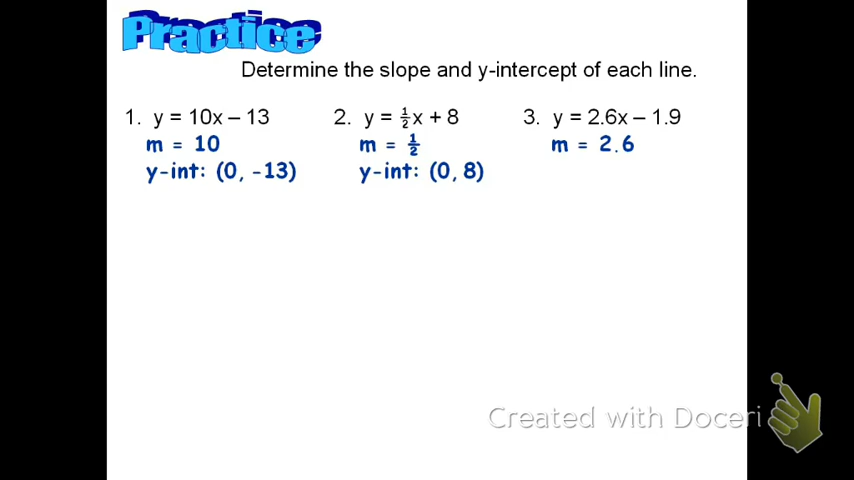 Practice
Determine the slope and y-intercept of each line.
1. y = 10x – 13
m = 10
y-int: (0, -13)
2. y = ½x + 8
m = ½
y-int: (0, 8)
3. y = 2.6x – 1.9
m = 2.6
Created with Doceri